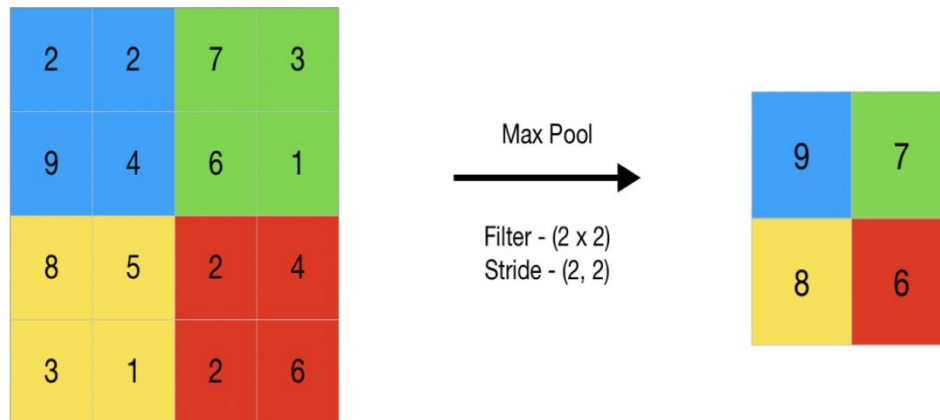 2 2 7 3
9 4 6 1
8 5 2 4
3 1 2 6
Max Pool
Filter - (2 x 2)
Stride - (2, 2)
9 7
8 6